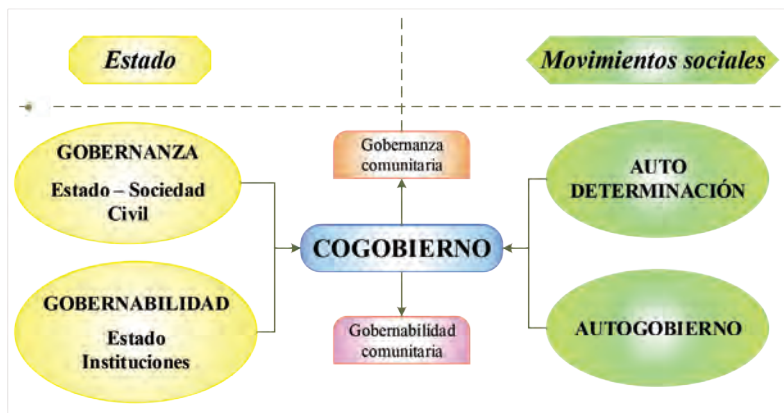 Estado
Movimientos sociales
GOBERNANZA
Estado – Sociedad
Civil
Gobernanza
comunitaria
AUTO
DETERMINACIÓN
COGOBIERNO
GOBERNABILIDAD
Estado
Instituciones
Gobernabilidad
comunitaria
AUTOGOBIERNO